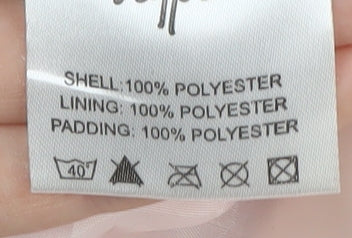 SHELL:100% POLYESTER
LINING: 100% POLYESTER
PADDING: 100% POLYESTER
40